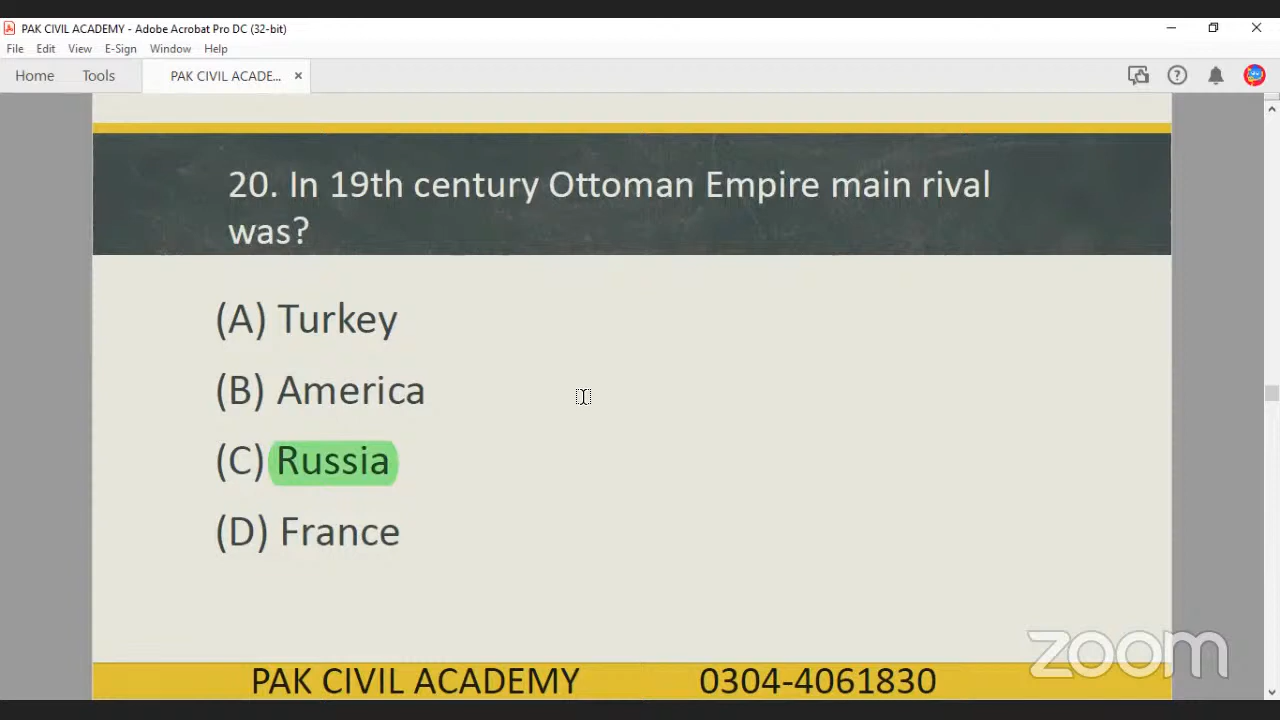 PAK CIVIL ACADEMY - Adobe Acrobat Pro DC (32-bit)
File Edit View E-Sign Window Help
Home Tools PAK CIVIL ACADE...
20. In 19th century Ottoman Empire main rival
was?
(A) Turkey
(B) America
(C) Russia
(D) France
zoom
PAK CIVIL ACADEMY 0304-4061830